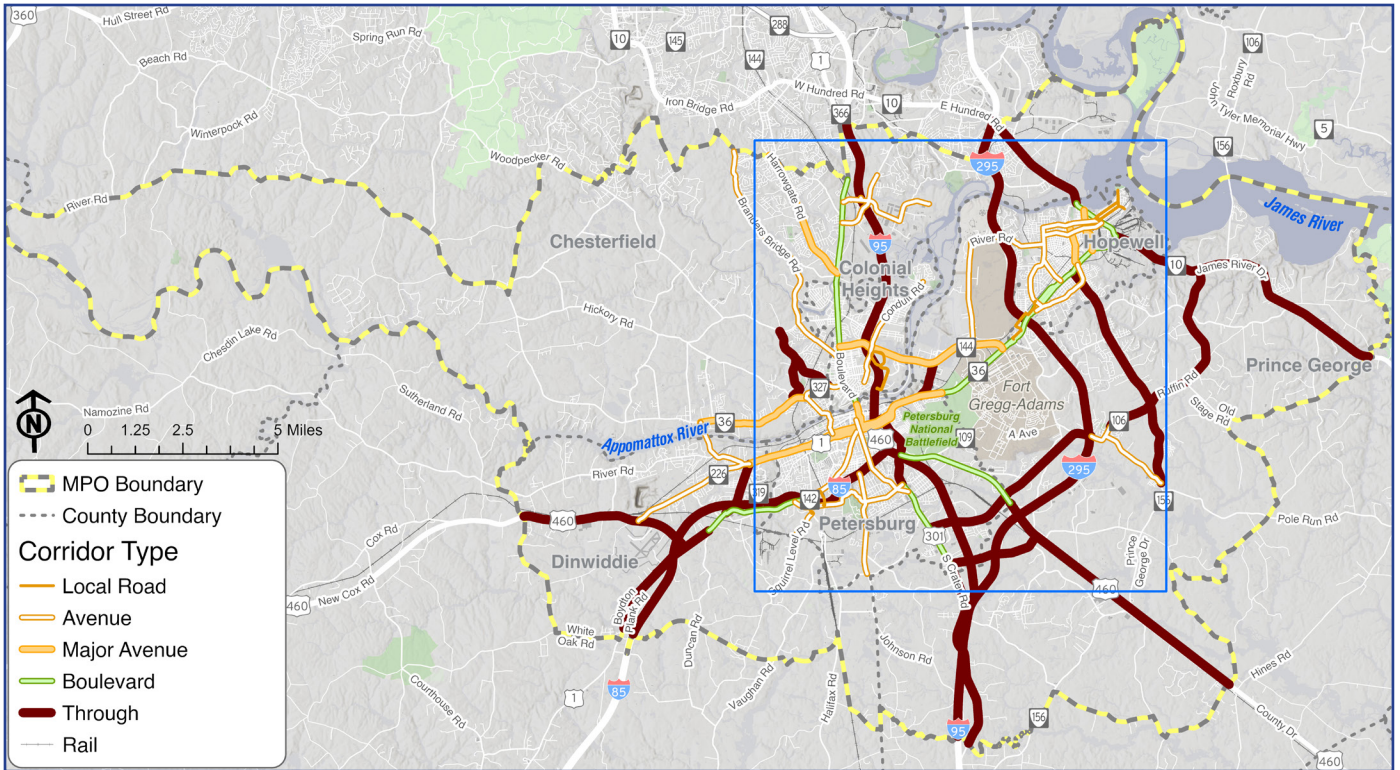 360
Hull Street Rd
Spring Run Rd
Beach Rd
Winterpock Rd
10
145
288
144
1
W Hundred Rd
Iron Bridge Rd
366
10
E Hundred Rd
106
Roxbury Rd
John Tyler Memorial Hwy
5
156
Woodpecker Rd
River Rd
Harrowgate Rd
Branders Bridge Rd
295
James River
Chesterfield
95
River Rd
Hopewell
Colonial
Heights
Conduit Rd
10
James River Dr
Hickory Rd
Chesdin Lake Rd
Boulevard
144
36
Prince George
Ruffin Rd
Old
Stage Rd
327
Fort
Gregg-Adams
A Ave
Sutherland Rd
Namozine Rd
N
0 1.25 2.5 5 Miles
36
Appomattox River
1
460
Petersburg
National
Battlefield
109
106
River Rd
226
319
142
85
295
156
MPO Boundary
County Boundary
Corridor Type
Local Road
Avenue
Major Avenue
Boulevard
Through
Rail
460
Cox Rd
Petersburg
Pole Run Rd
301
Dinwiddie
Squirrel Level Rd
S Crater Rd
Prince
George Dr
New Cox Rd
460
460
Boydton
Plank Rd
White
Oak Rd
Duncan Rd
Johnson Rd
Hines Rd
Courthouse Rd
Vaughan Rd
Halifax Rd
1
85
95
156
County Dr
460